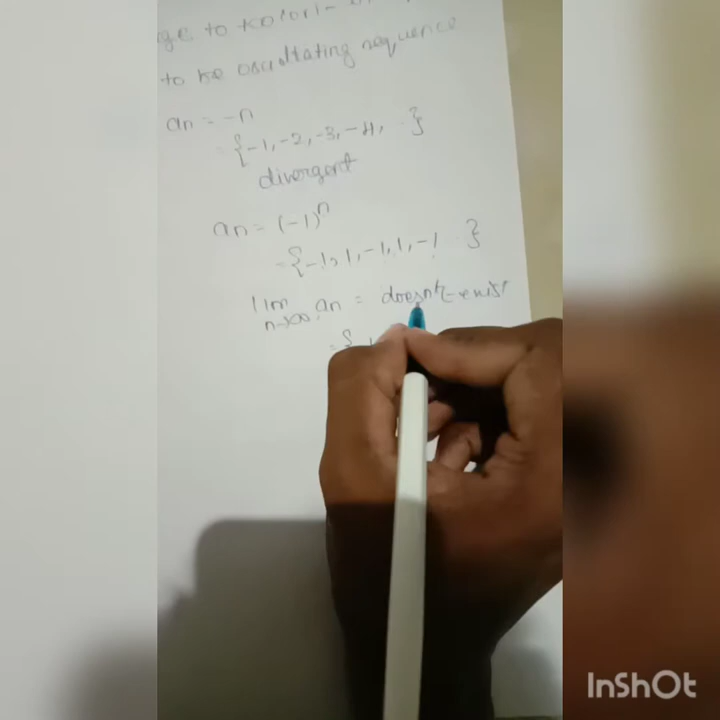 to be oscillating sequence
an = -n
= {-1, -2, -3, -4, . }
divergent
an = (-1)^n
= {-1, 1, -1, 1, -1 }
lim n→∞ an = doesn't exist
= {
InShOt